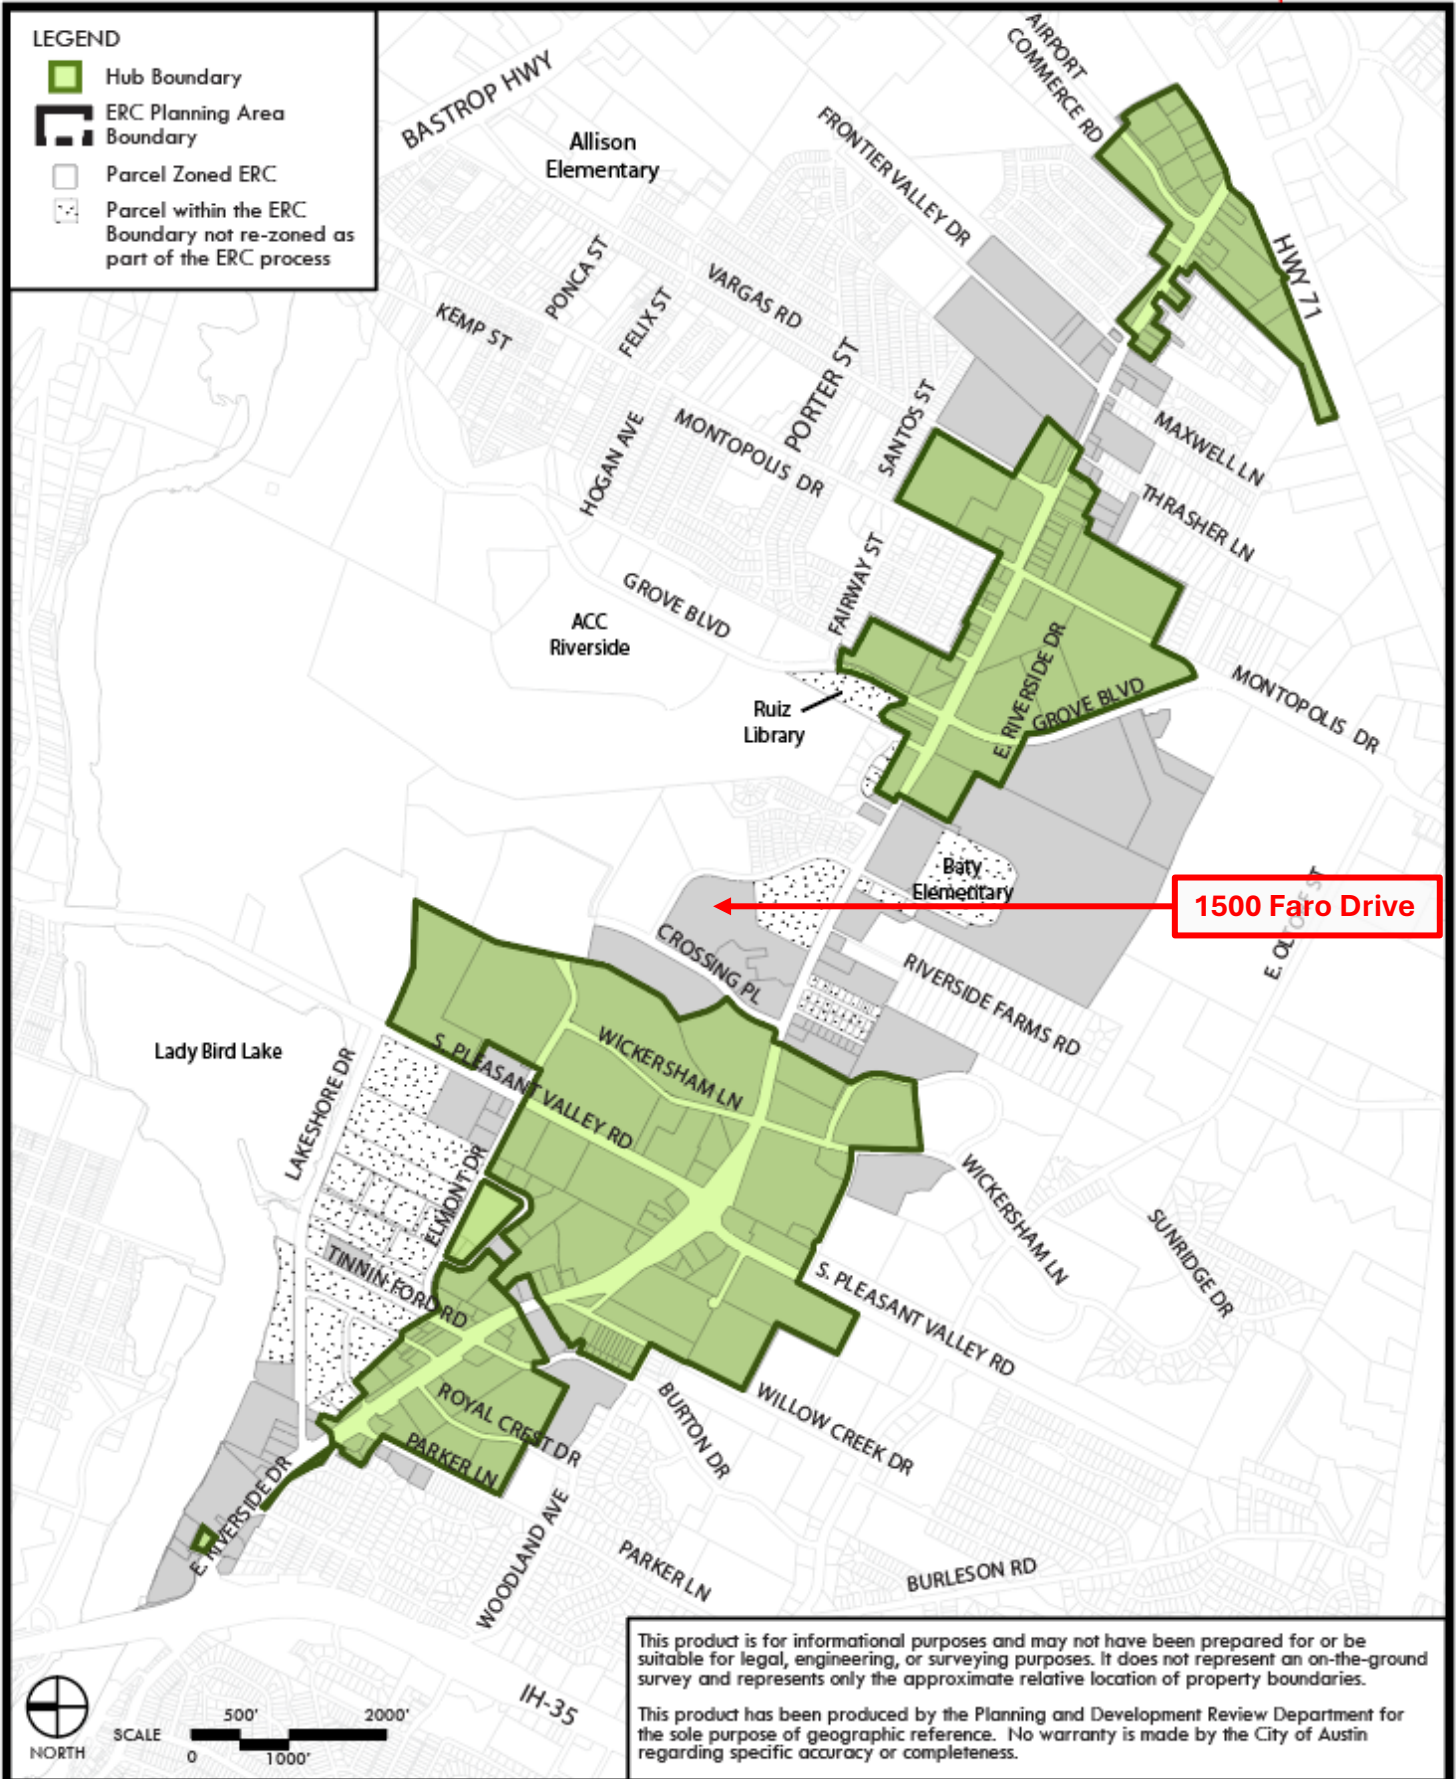 LEGEND
Hub Boundary
ERC Planning Area
Boundary
Parcel Zoned ERC
Parcel within the ERC
Boundary not re-zoned as
part of the ERC process
BASTROP HWY
Allison
Elementary
AIRPORT
COMMERCE RD
FRONTIER VALLEY DR
HWY 71
PONCA ST
VARGAS RD
FELIX ST
KEMP ST
PORTER ST
SANTOS ST
HOGAN AVE
MONTOPOLIS DR
MAXWELL LN
THRASHER LN
FAIRWAY ST
GROVE BLVD
ACC
Riverside
E. RIVERSIDE DR
GROVE BLVD
MONTOPOLIS DR
Ruiz
Library
Baty
Elementary
1500 Faro Drive
E. OLTORF ST
CROSSING PL
RIVERSIDE FARMS RD
Lady Bird Lake
LAKESHORE DR
S. PLEASANT VALLEY RD
WICKERSHAM LN
ELMONT DR
TINNIN FORD RD
WICKERSHAM LN
SUNRIDGE DR
S. PLEASANT VALLEY RD
ROYAL CREST DR
PARKER LN
BURTON DR
WILLOW CREEK DR
E. RIVERSIDE DR
WOODLAND AVE
PARKER LN
BURLESON RD
IH-35
NORTH
SCALE
500'
2000'
0
1000'
This product is for informational purposes and may not have been prepared for or be
suitable for legal, engineering, or surveying purposes. It does not represent an on-the-ground
survey and represents only the approximate relative location of property boundaries.
This product has been produced by the Planning and Development Review Department for
the sole purpose of geographic reference. No warranty is made by the City of Austin
regarding specific accuracy or completeness.